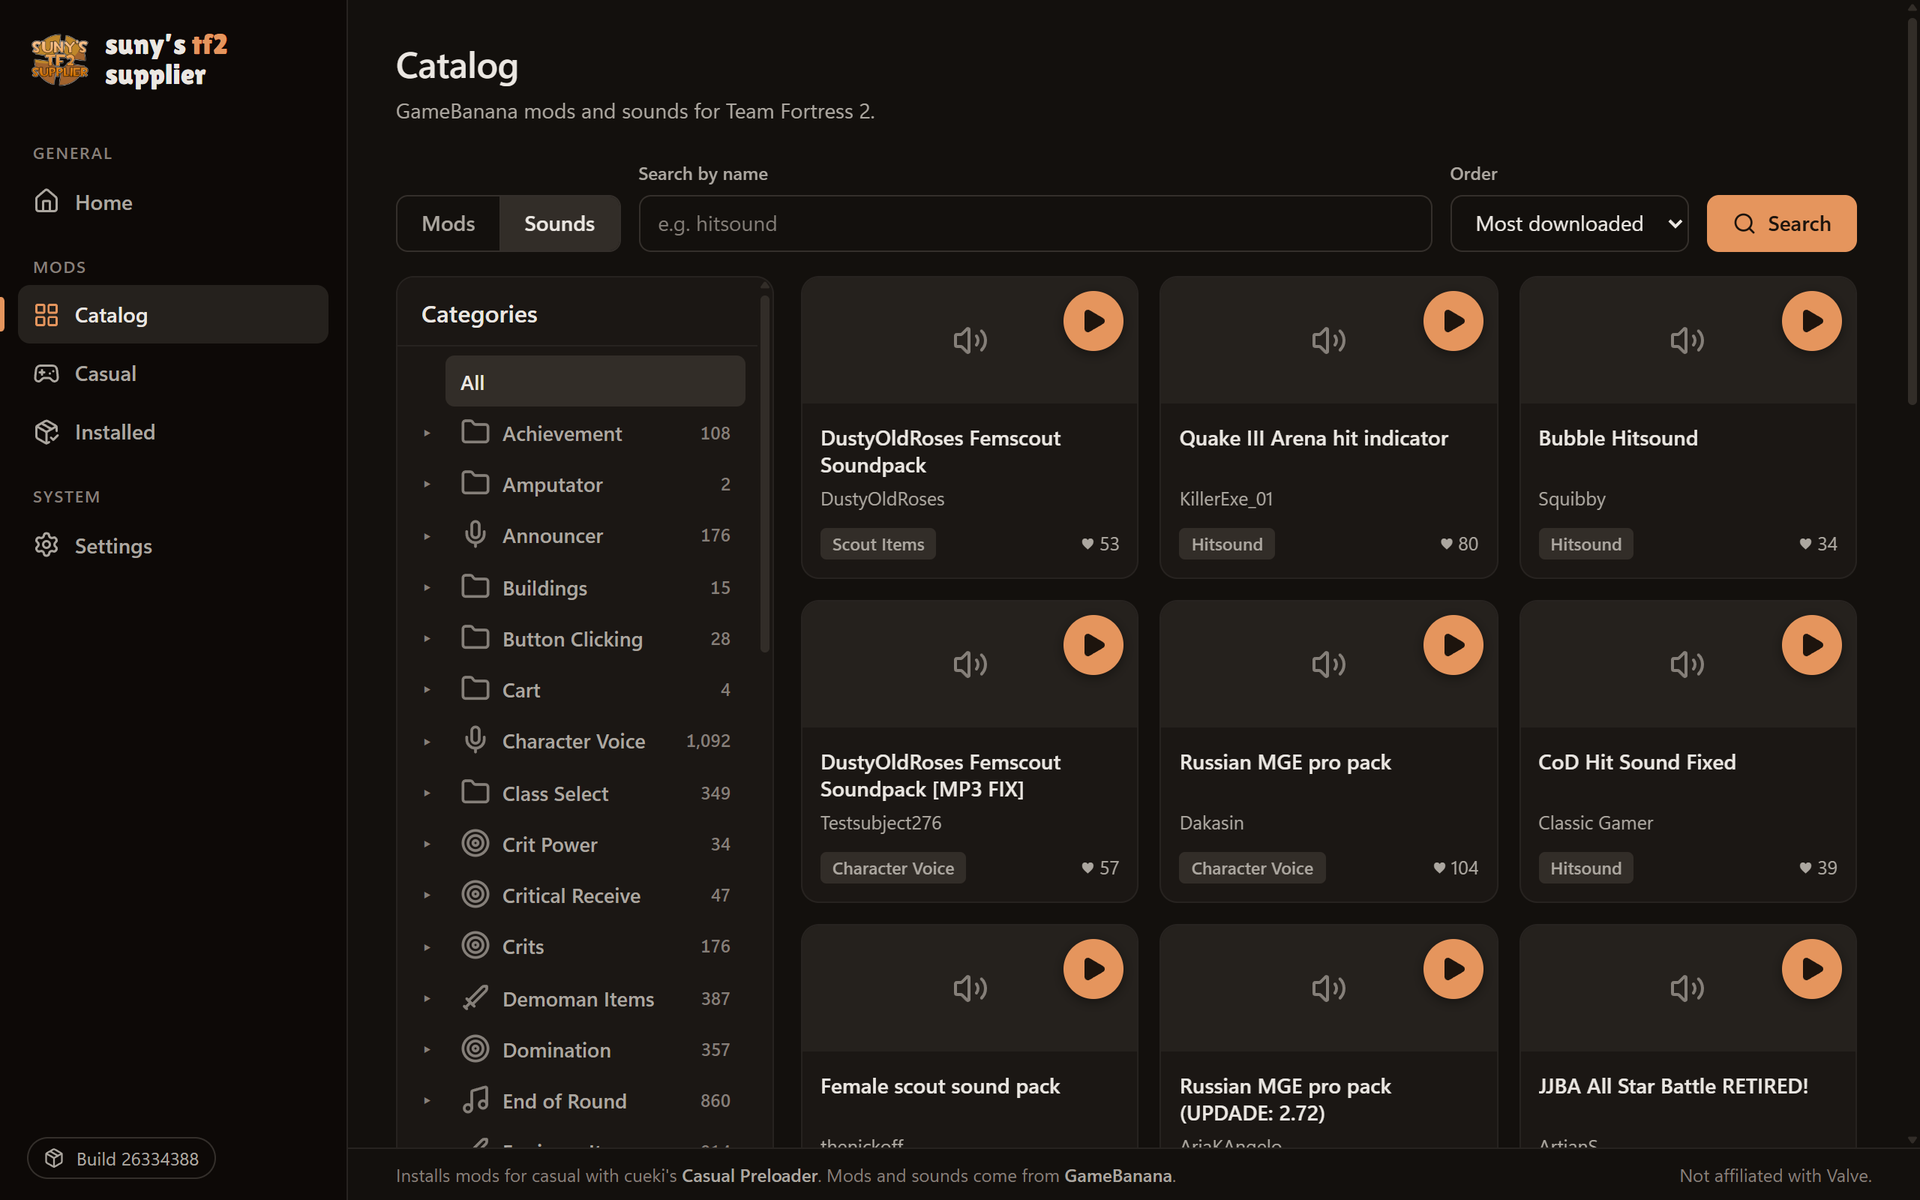 SUNY'S
TF2
SUPPLIER
suny's tf2
supplier
GENERAL
Home
MODS
Catalog
Casual
Installed
SYSTEM
Settings
Build 26334388
Catalog
GameBanana mods and sounds for Team Fortress 2.
Mods
Sounds
Search by name
e.g. hitsound
Order
Most downloaded
Search
Categories
All
Achievement 108
Amputator 2
Announcer 176
Buildings 15
Button Clicking 28
Cart 4
Character Voice 1,092
Class Select 349
Crit Power 34
Critical Receive 47
Crits 176
Demoman Items 387
Domination 357
End of Round 860
DustyOldRoses Femscout
Soundpack
DustyOldRoses
Scout Items 53
Quake III Arena hit indicator
KillerExe_01
Hitsound 80
Bubble Hitsound
Squibby
Hitsound 34
DustyOldRoses Femscout
Soundpack [MP3 FIX]
Testsubject276
Character Voice 57
Russian MGE pro pack
Dakasin
Character Voice 104
CoD Hit Sound Fixed
Classic Gamer
Hitsound 39
Female scout sound pack
thenickoff
Russian MGE pro pack
(UPDADE: 2.72)
AriaKAngelo
JJBA All Star Battle RETIRED!
ArtianS
Installs mods for casual with cueki's Casual Preloader. Mods and sounds come from GameBanana.
Not affiliated with Valve.